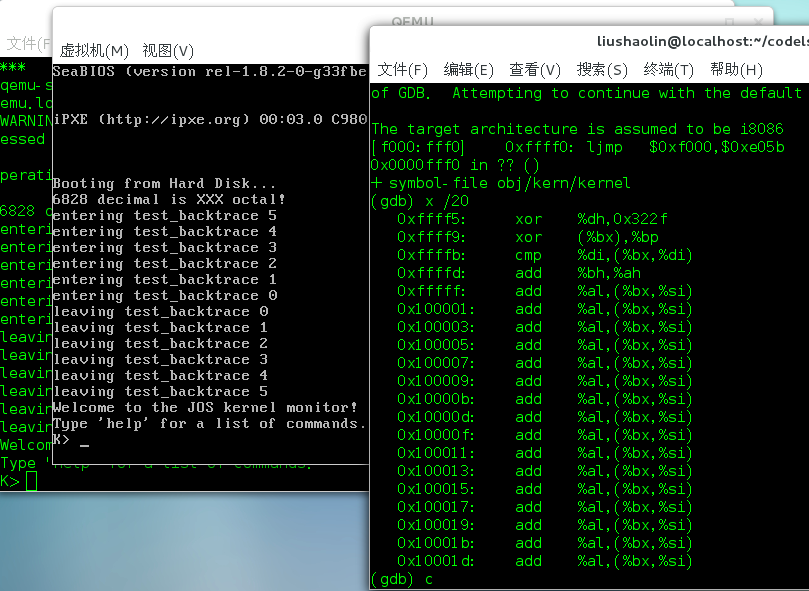 文件(F
***
qemu-s
emu.lo
WARNIN
essed
perati
6828 d
enteri
enteri
enteri
enteri
enteri
enteri
leavin
leavin
leavin
leavin
leavin
leavin
Welcom
Type 'help' for a list of commands.
K>
QEMU
虚拟机(M) 视图(V)
SeaBIOS (version rel-1.8.2-0-g33fbe
iPXE (http://ipxe.org) 00:03.0 C980
Booting from Hard Disk...
6828 decimal is XXX octal!
entering test_backtrace 5
entering test_backtrace 4
entering test_backtrace 3
entering test_backtrace 2
entering test_backtrace 1
entering test_backtrace 0
leaving test_backtrace 0
leaving test_backtrace 1
leaving test_backtrace 2
leaving test_backtrace 3
leaving test_backtrace 4
leaving test_backtrace 5
Welcome to the JOS kernel monitor!
Type 'help' for a list of commands.
K> _
liushaolin@localhost:~/codels
文件(F) 编辑(E) 查看(V) 搜索(S) 终端(T) 帮助(H)
of GDB.  Attempting to continue with the default
The target architecture is assumed to be i8086
[f000:fff0]    0xffff0: ljmp   $0xf000,$0xe05b
0x0000fff0 in ?? ()
+ symbol-file obj/kern/kernel
(gdb) x /20
0xffff5:     xor    %dh,0x322f
0xffff9:     xor    (%bx),%bp
0xffffb:     cmp    %di,(%bx,%di)
0xffffd:     add    %bh,%ah
0xfffff:     add    %al,(%bx,%si)
0x100001:    add    %al,(%bx,%si)
0x100003:    add    %al,(%bx,%si)
0x100005:    add    %al,(%bx,%si)
0x100007:    add    %al,(%bx,%si)
0x100009:    add    %al,(%bx,%si)
0x10000b:    add    %al,(%bx,%si)
0x10000d:    add    %al,(%bx,%si)
0x10000f:    add    %al,(%bx,%si)
0x100011:    add    %al,(%bx,%si)
0x100013:    add    %al,(%bx,%si)
0x100015:    add    %al,(%bx,%si)
0x100017:    add    %al,(%bx,%si)
0x100019:    add    %al,(%bx,%si)
0x10001b:    add    %al,(%bx,%si)
0x10001d:    add    %al,(%bx,%si)
(gdb) c